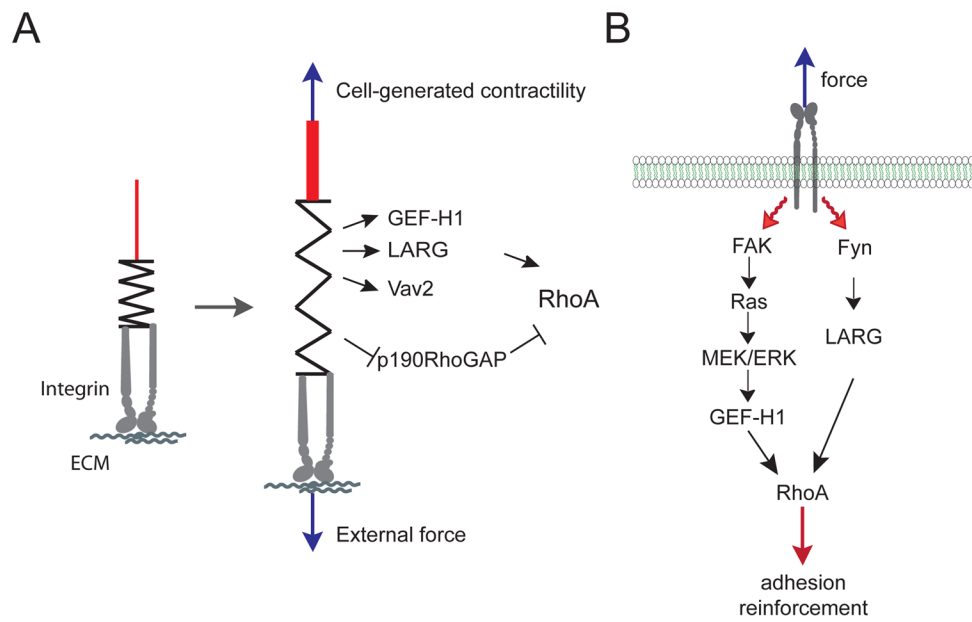 A
Cell-generated contractility
GEF-H1
LARG
Vav2
RhoA
p190RhoGAP
Integrin
ECM
External force
B
force
FAK
Fyn
Ras
LARG
MEK/ERK
GEF-H1
RhoA
adhesion
reinforcement